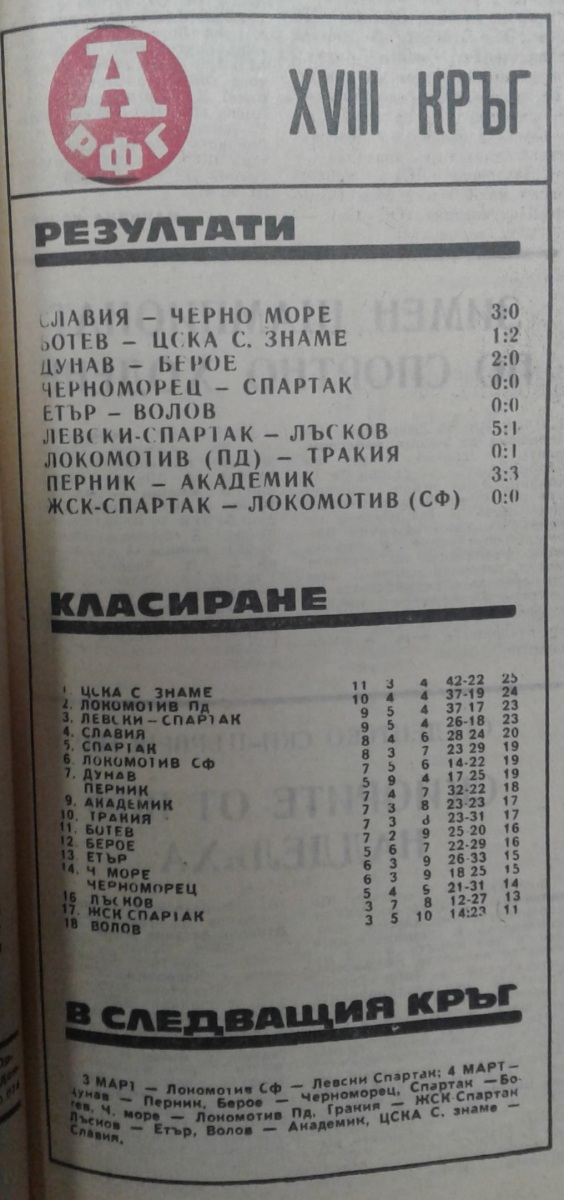 АРФГ
XVIII КРЪГ
РЕЗУЛТАТИ
СЛАВИЯ – ЧЕРНО МОРЕ 3:0
БОТЕВ – ЦСКА С. ЗНАМЕ 1:2
ДУНАВ – БЕРОЕ 2:0
ЧЕРНОМОРЕЦ – СПАРТАК 0:0
ЕТЪР – ВОЛОВ 0:0
ЛЕВСКИ-СПАРТАК – ЛЪСКОВ 5:1
ЛОКОМОТИВ (ПД) – ТРАКИЯ 0:1
ПЕРНИК – АКАДЕМИК 3:3
ЖСК-СПАРТАК – ЛОКОМОТИВ (СФ) 0:0
КЛАСИРАНЕ
1. ЦСКА С ЗНАМЕ 11 3 4 42-22 25
2. ЛОКОМОТИВ Пд 10 4 4 37-19 24
3. ЛЕВСКИ–СПАРТАК 9 5 4 37 17 23
4. СЛАВИЯ 9 5 4 26-18 23
5. СПАРТАК 8 4 6 28 24 20
6. ЛОКОМОТИВ СФ 8 3 7 23 29 19
7. ДУНАВ 7 5 6 14-22 19
ПЕРНИК 5 9 4 17 25 19
9. АКАДЕМИК 7 4 7 32-22 18
10. ТРАКИЯ 7 3 8 23-23 17
11. БОТЕВ 7 3 8 23-31 17
12. БЕРОЕ 7 2 9 25 20 16
13. ЕТЪР 5 6 7 22-29 16
14. Ч МОРЕ 6 3 9 26-33 15
ЧЕРНОМОРЕЦ 6 3 9 18 25 15
16 ЛЪСКОВ 5 4 9 21-31 14
17. ЖСК СПАРТАК 3 7 8 12-27 13
18 ВОЛОВ 3 5 10 14:23 11
В СЛЕДВАЩИЯ КРЪГ
3 МАРТ – Локомотив Сф – Левски Спартак; 4 МАРТ–
Дунав – Перник, Берое – Черноморец, Спартак –Бо-
тев, Ч. море – Локомотив Пд, Тракия – ЖСК-Спартак
Лъсков – Етър, Волов – Академик, ЦСКА С. знаме –
Славия.